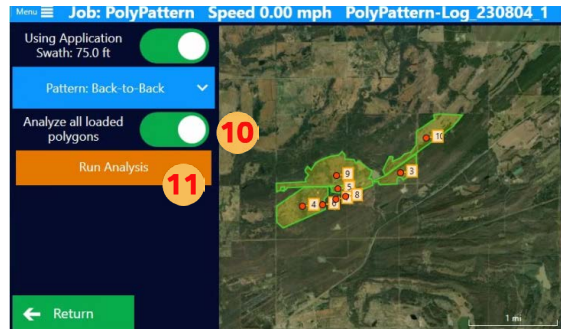 Menu Job: PolyPattern Speed 0.00 mph PolyPattern-Log_230804_1
Using Application
Swath: 75.0 ft
Pattern: Back-to-Back
Analyze all loaded
polygons
10
Run Analysis
11
Return
10
3
9
5
8
6
4
1 mi